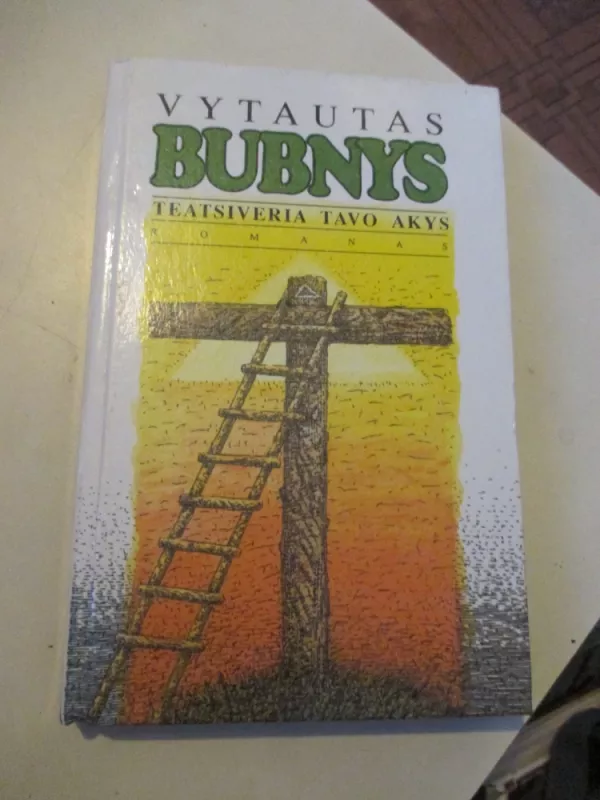 VYTAUTAS
BUBNYS
TEATSIVERIA TAVO AKYS
ROMANAS